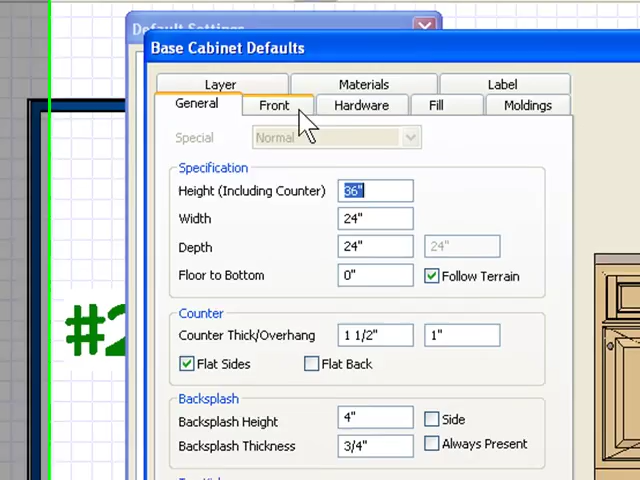 Default Settings
Base Cabinet Defaults
Layer Materials Label
General Front Hardware Fill Moldings
Special Normal
Specification
Height (Including Counter) 36"
Width 24"
Depth 24" 24"
Floor to Bottom 0" Follow Terrain
Counter
Counter Thick/Overhang 1 1/2" 1"
Flat Sides Flat Back
Backsplash
Backsplash Height 4" Side
Backsplash Thickness 3/4" Always Present
#2